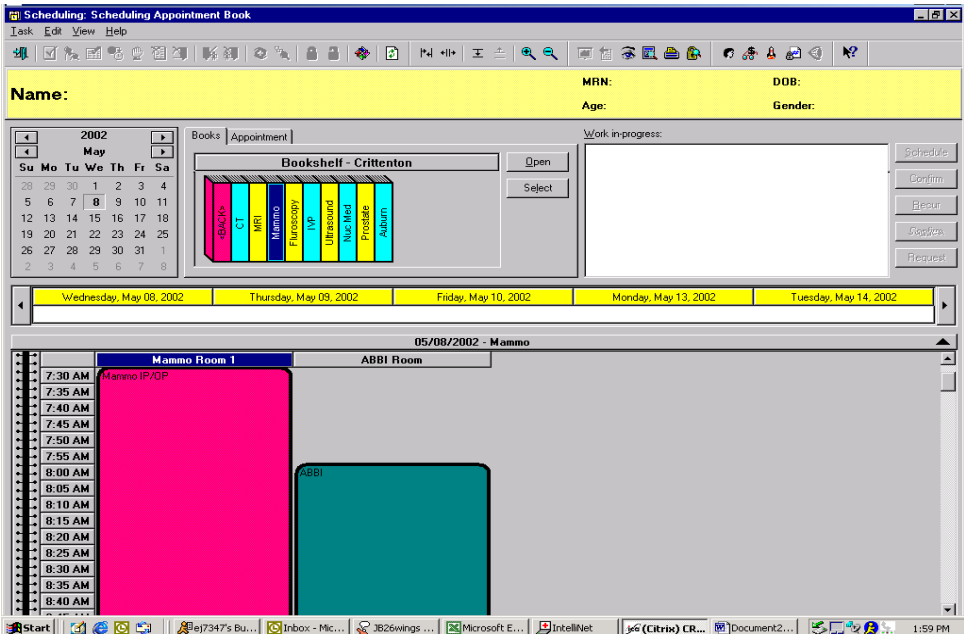 Scheduling: Scheduling Appointment Book
Task Edit View Help
Name:
MRN:
DOB:
Age:
Gender:
2002
May
Su Mo Tu We Th Fr Sa
28 29 30 1 2 3 4
5 6 7 8 9 10 11
12 13 14 15 16 17 18
19 20 21 22 23 24 25
26 27 28 29 30 31 1
2 3 4 5 6 7 8
Books Appointment
Bookshelf - Crittenton
<BACK>
CT
MRI
Mammo
Fluroscopy
IVP
Ultrasound
Nuc Med
Prostate
Auburn
Open
Select
Work in-progress:
Schedule
Confirm
Recur
Request
Wednesday, May 08, 2002 Thursday, May 09, 2002 Friday, May 10, 2002 Monday, May 13, 2002 Tuesday, May 14, 2002
05/08/2002 - Mammo
Mammo Room 1 ABBI Room
7:30 AM Mammo IP/OP
7:35 AM
7:40 AM
7:45 AM
7:50 AM
7:55 AM
8:00 AM ABBI
8:05 AM
8:10 AM
8:15 AM
8:20 AM
8:25 AM
8:30 AM
8:35 AM
8:40 AM
Start ej7347's Bu... Inbox - Mic... JB26wings ... Microsoft E... IntelliNet (Citrix) CR... Document2... 1:59 PM